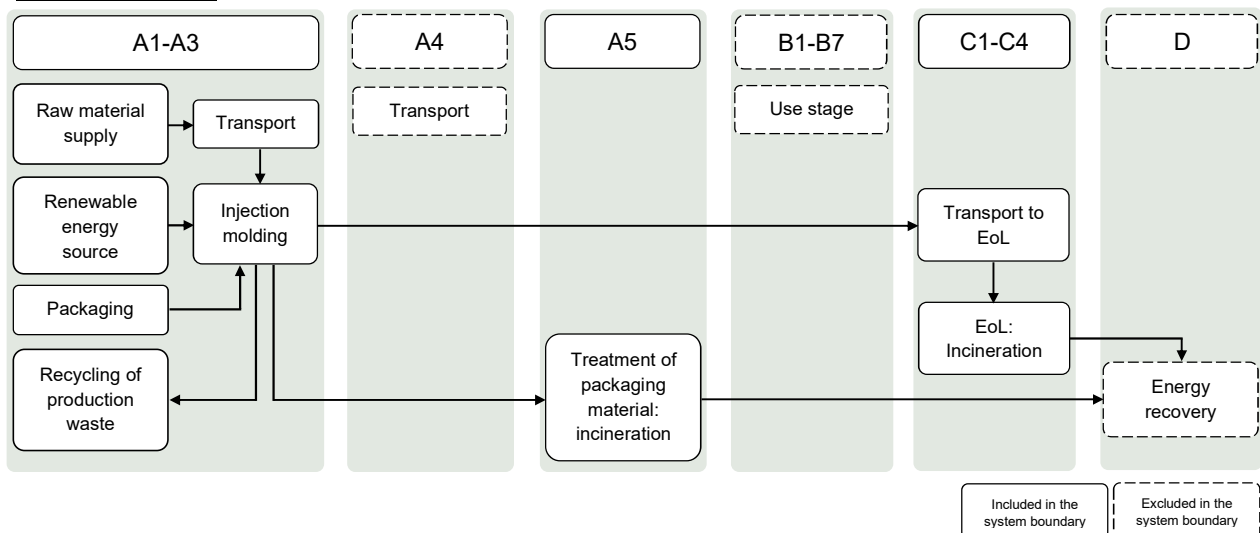 A1-A3
A4
A5
B1-B7
C1-C4
D
Raw material
supply
Transport
Transport
Use stage
Renewable
energy
source
Injection
molding
Transport to
EoL
Packaging
EoL:
Incineration
Recycling of
production
waste
Treatment of
packaging
material:
incineration
Energy
recovery
Included in the
system boundary
Excluded in the
system boundary